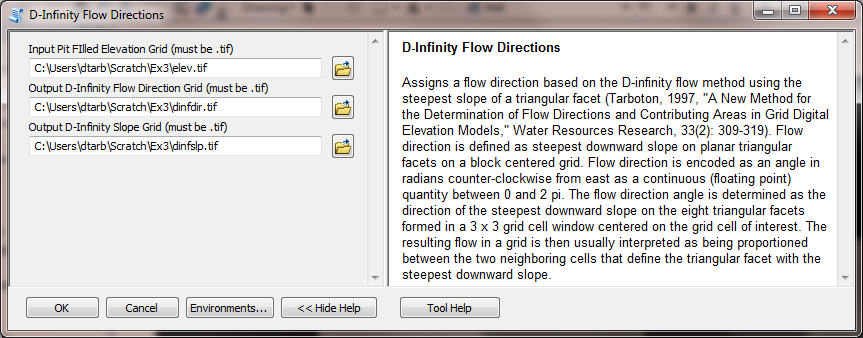 D-Infinity Flow Directions
Input Pit FIlled Elevation Grid (must be .tif)
C:\Users\dtarb\Scratch\Ex3\elev.tif
Output D-Infinity Flow Direction Grid (must be .tif)
C:\Users\dtarb\Scratch\Ex3\dinfdir.tif
Output D-Infinity Slope Grid (must be .tif)
C:\Users\dtarb\Scratch\Ex3\dinfslp.tif
D-Infinity Flow Directions
Assigns a flow direction based on the D-infinity flow method using the
steepest slope of a triangular facet (Tarboton, 1997, "A New Method for
the Determination of Flow Directions and Contributing Areas in Grid Digital
Elevation Models," Water Resources Research, 33(2): 309-319). Flow
direction is defined as steepest downward slope on planar triangular
facets on a block centered grid. Flow direction is encoded as an angle in
radians counter-clockwise from east as a continuous (floating point)
quantity between 0 and 2 pi. The flow direction angle is determined as the
direction of the steepest downward slope on the eight triangular facets
formed in a 3 x 3 grid cell window centered on the grid cell of interest. The
resulting flow in a grid is then usually interpreted as being proportioned
between the two neighboring cells that define the triangular facet with the
steepest downward slope.
OK
Cancel
Environments...
<< Hide Help
Tool Help